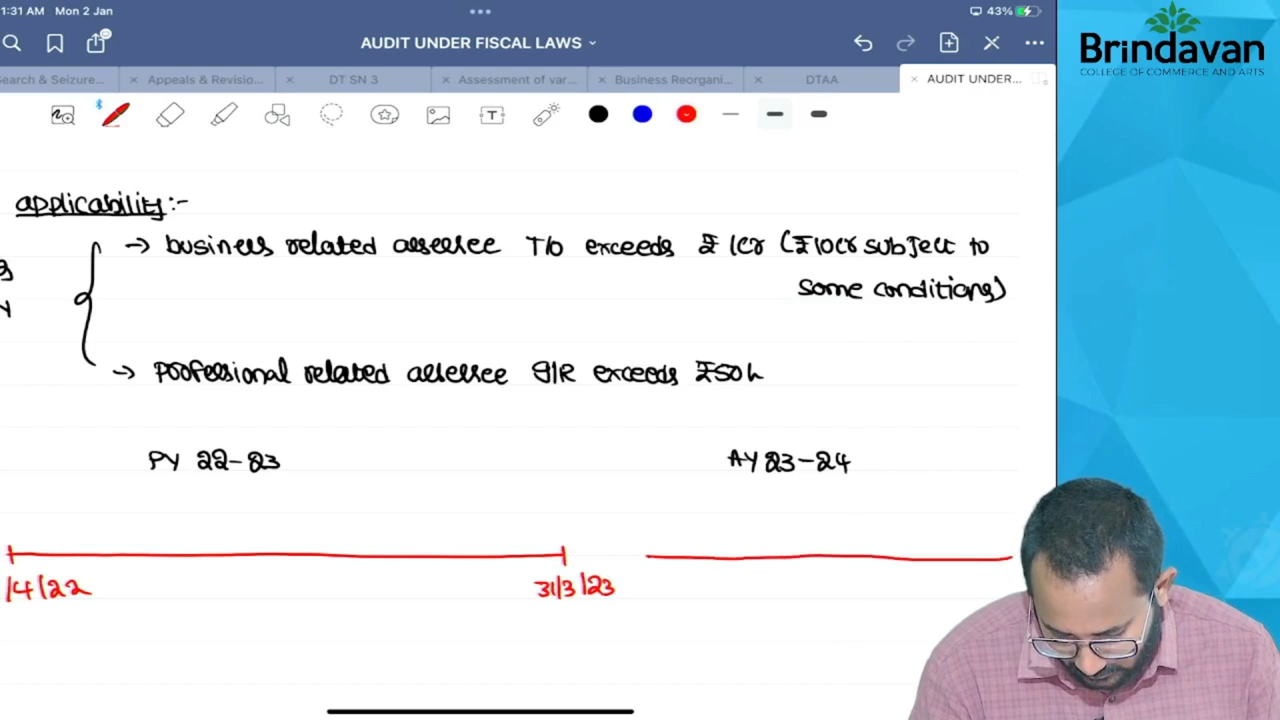 1:31 AM Mon 2 Jan
43%
AUDIT UNDER FISCAL LAWS
earch & Seizure...
Appeals & Revisio...
DT SN 3
Assessment of var...
Business Reorgani...
DTAA
AUDIT UNDER...
Brindavan
COLLEGE OF COMMERCE AND ARTS
T
applicability:-
→ business related assessee T/O exceeds ₹ 1Cr (₹10Cr subject to
some conditions)
→ Professional related assessee G/R exceeds ₹50L
PY 22-23
AY 23-24
/4/22
31/3/23